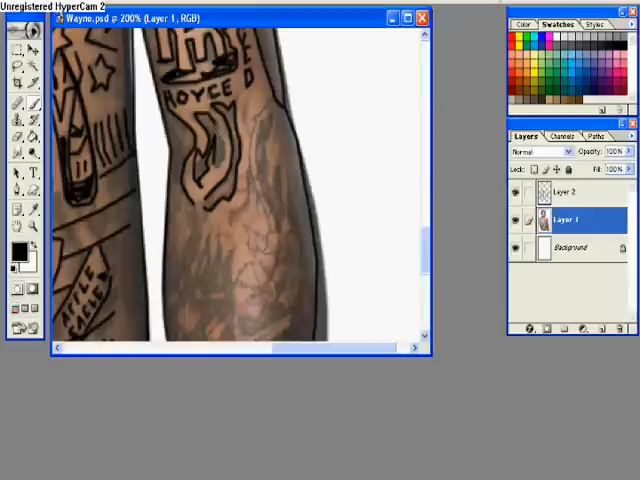 Unregistered HyperCam 2
Wayne.psd @ 200% (Layer 1, RGB)
Color Swatches Styles
Layers Channels Paths
Normal Opacity: 100%
Lock: Fill: 100%
Layer 2
Layer 1
Background
ROYCE
E
D